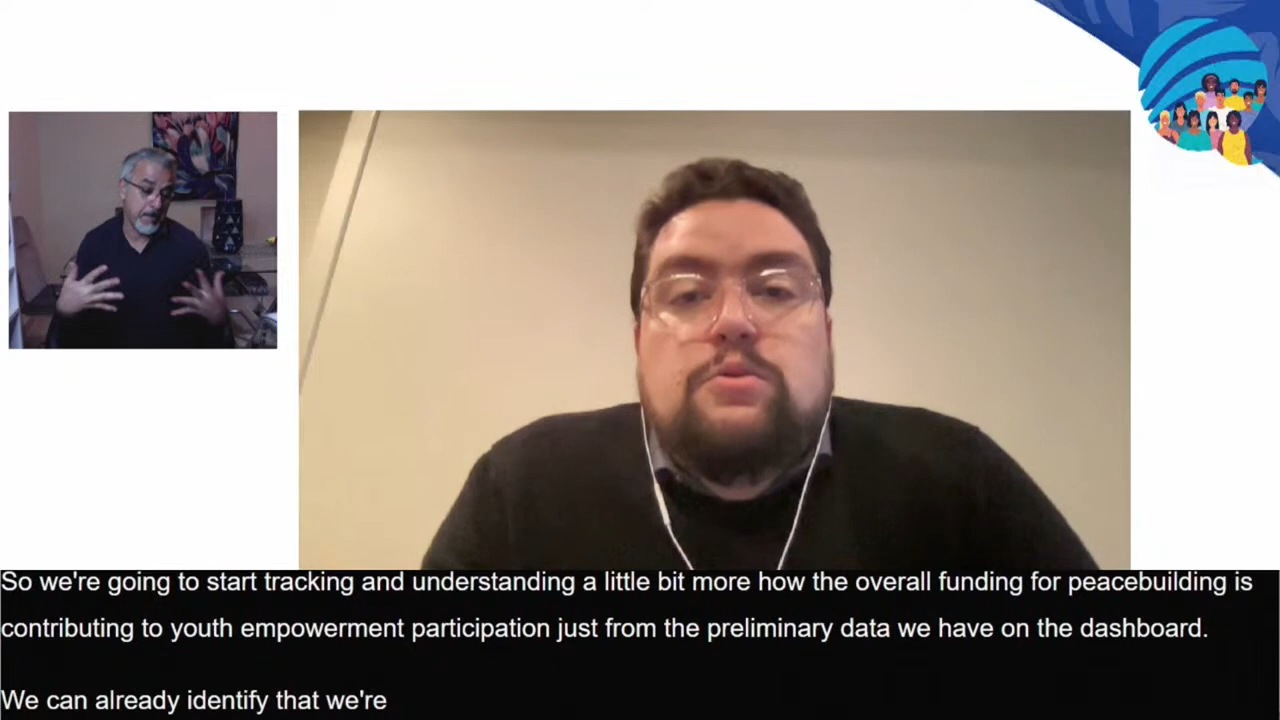 So we're going to start tracking and understanding a little bit more how the overall funding for peacebuilding is
contributing to youth empowerment participation just from the preliminary data we have on the dashboard.
We can already identify that we're